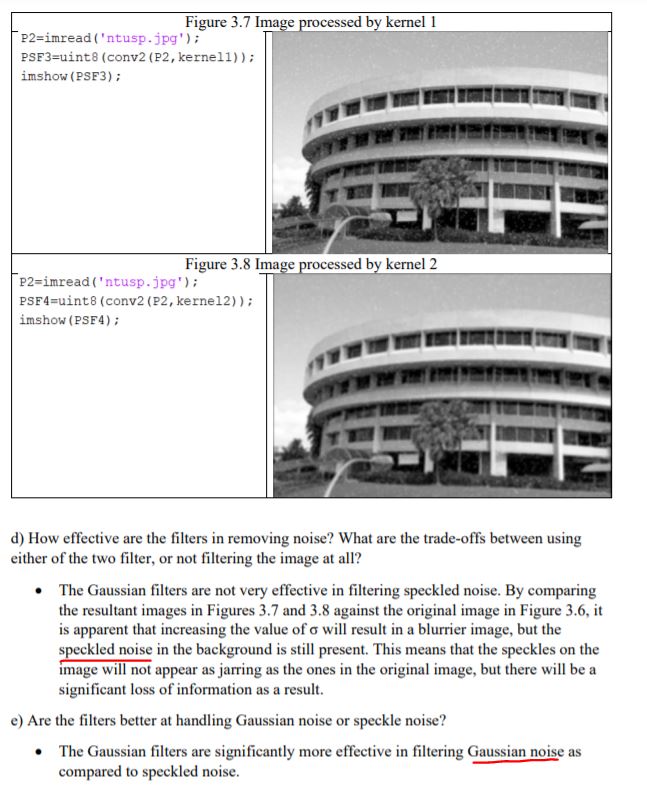 Figure 3.7 Image processed by kernel 1
P2=imread('ntusp.jpg');
PSF3=uint8(conv2(P2,kernel1));
imshow(PSF3);
Figure 3.8 Image processed by kernel 2
P2=imread('ntusp.jpg');
PSF4=uint8(conv2(P2,kernel2));
imshow(PSF4);
d) How effective are the filters in removing noise? What are the trade-offs between using
either of the two filter, or not filtering the image at all?
• The Gaussian filters are not very effective in filtering speckled noise. By comparing
the resultant images in Figures 3.7 and 3.8 against the original image in Figure 3.6, it
is apparent that increasing the value of σ will result in a blurrier image, but the
speckled noise in the background is still present. This means that the speckles on the
image will not appear as jarring as the ones in the original image, but there will be a
significant loss of information as a result.
e) Are the filters better at handling Gaussian noise or speckle noise?
• The Gaussian filters are significantly more effective in filtering Gaussian noise as
compared to speckled noise.